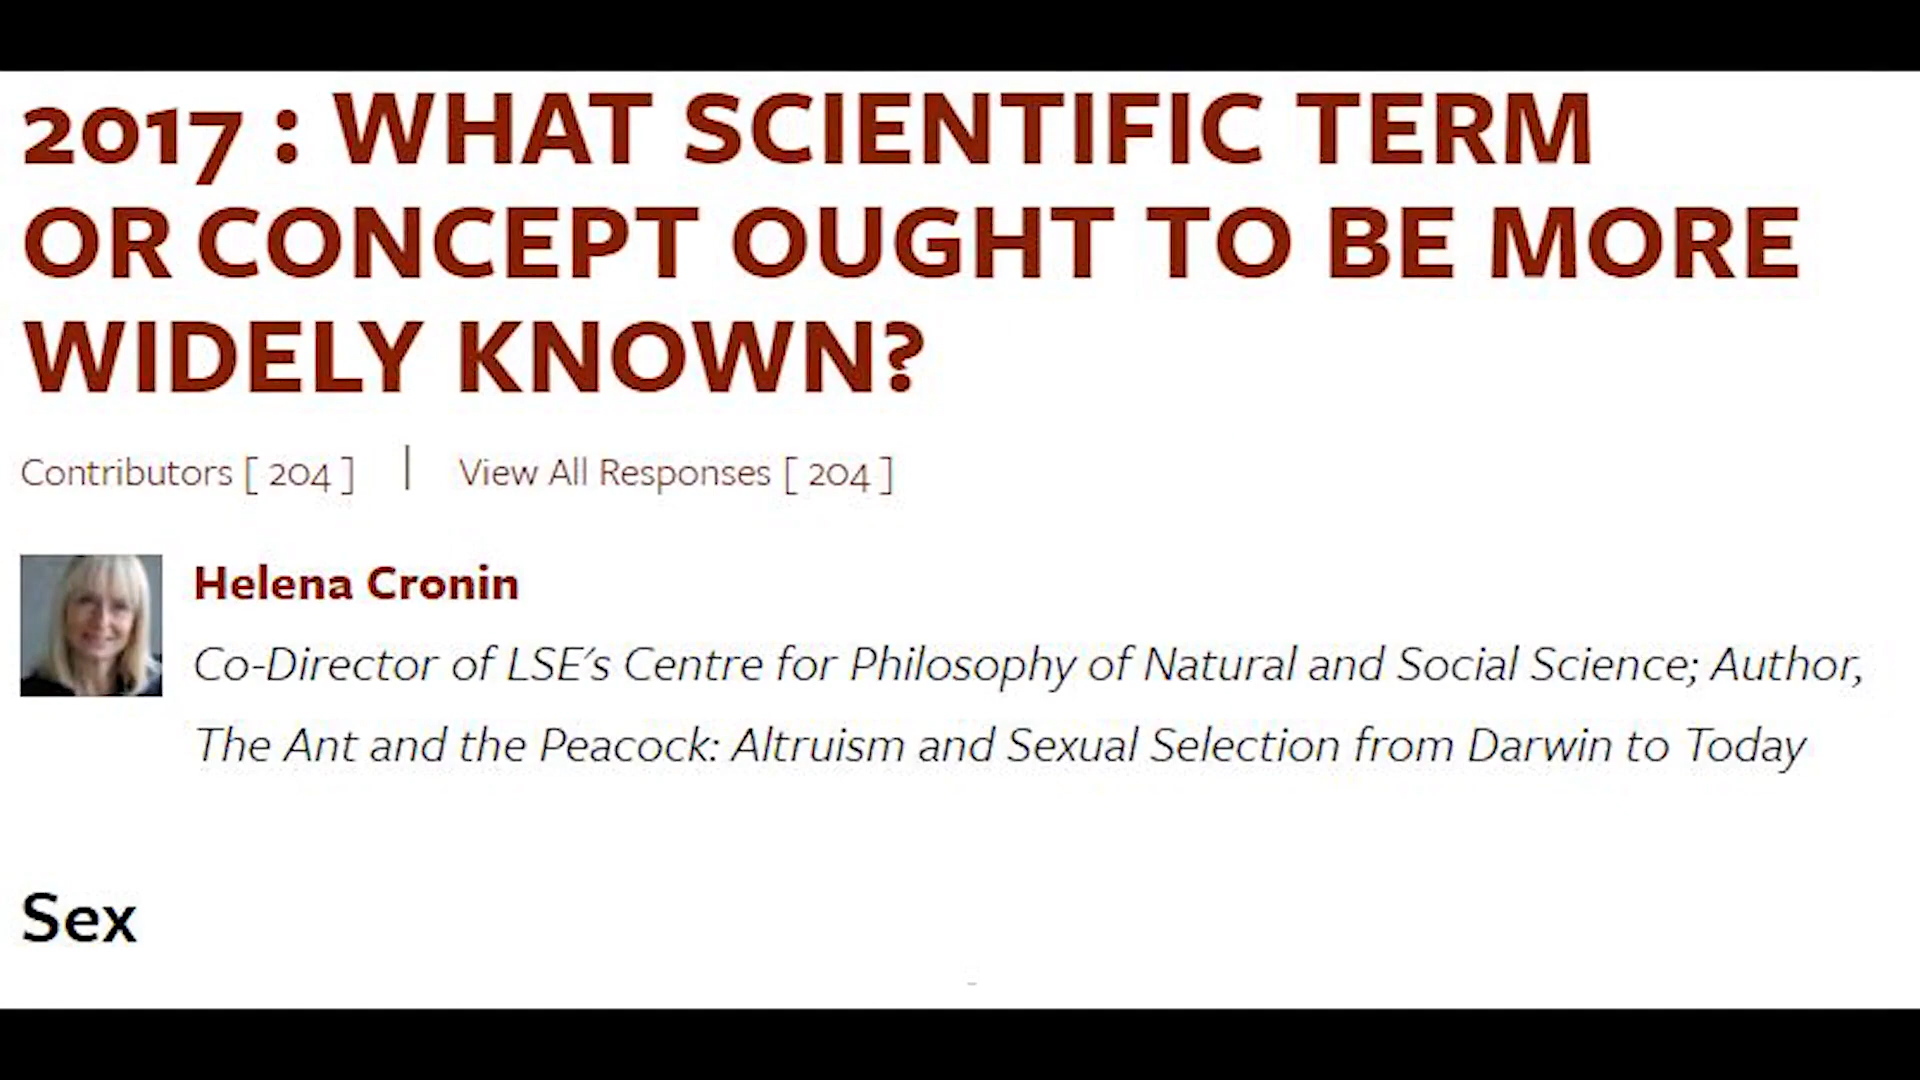 2017 : WHAT SCIENTIFIC TERM
OR CONCEPT OUGHT TO BE MORE
WIDELY KNOWN?
Contributors [ 204 ] | View All Responses [ 204 ]
Helena Cronin
Co-Director of LSE's Centre for Philosophy of Natural and Social Science; Author,
The Ant and the Peacock: Altruism and Sexual Selection from Darwin to Today
Sex